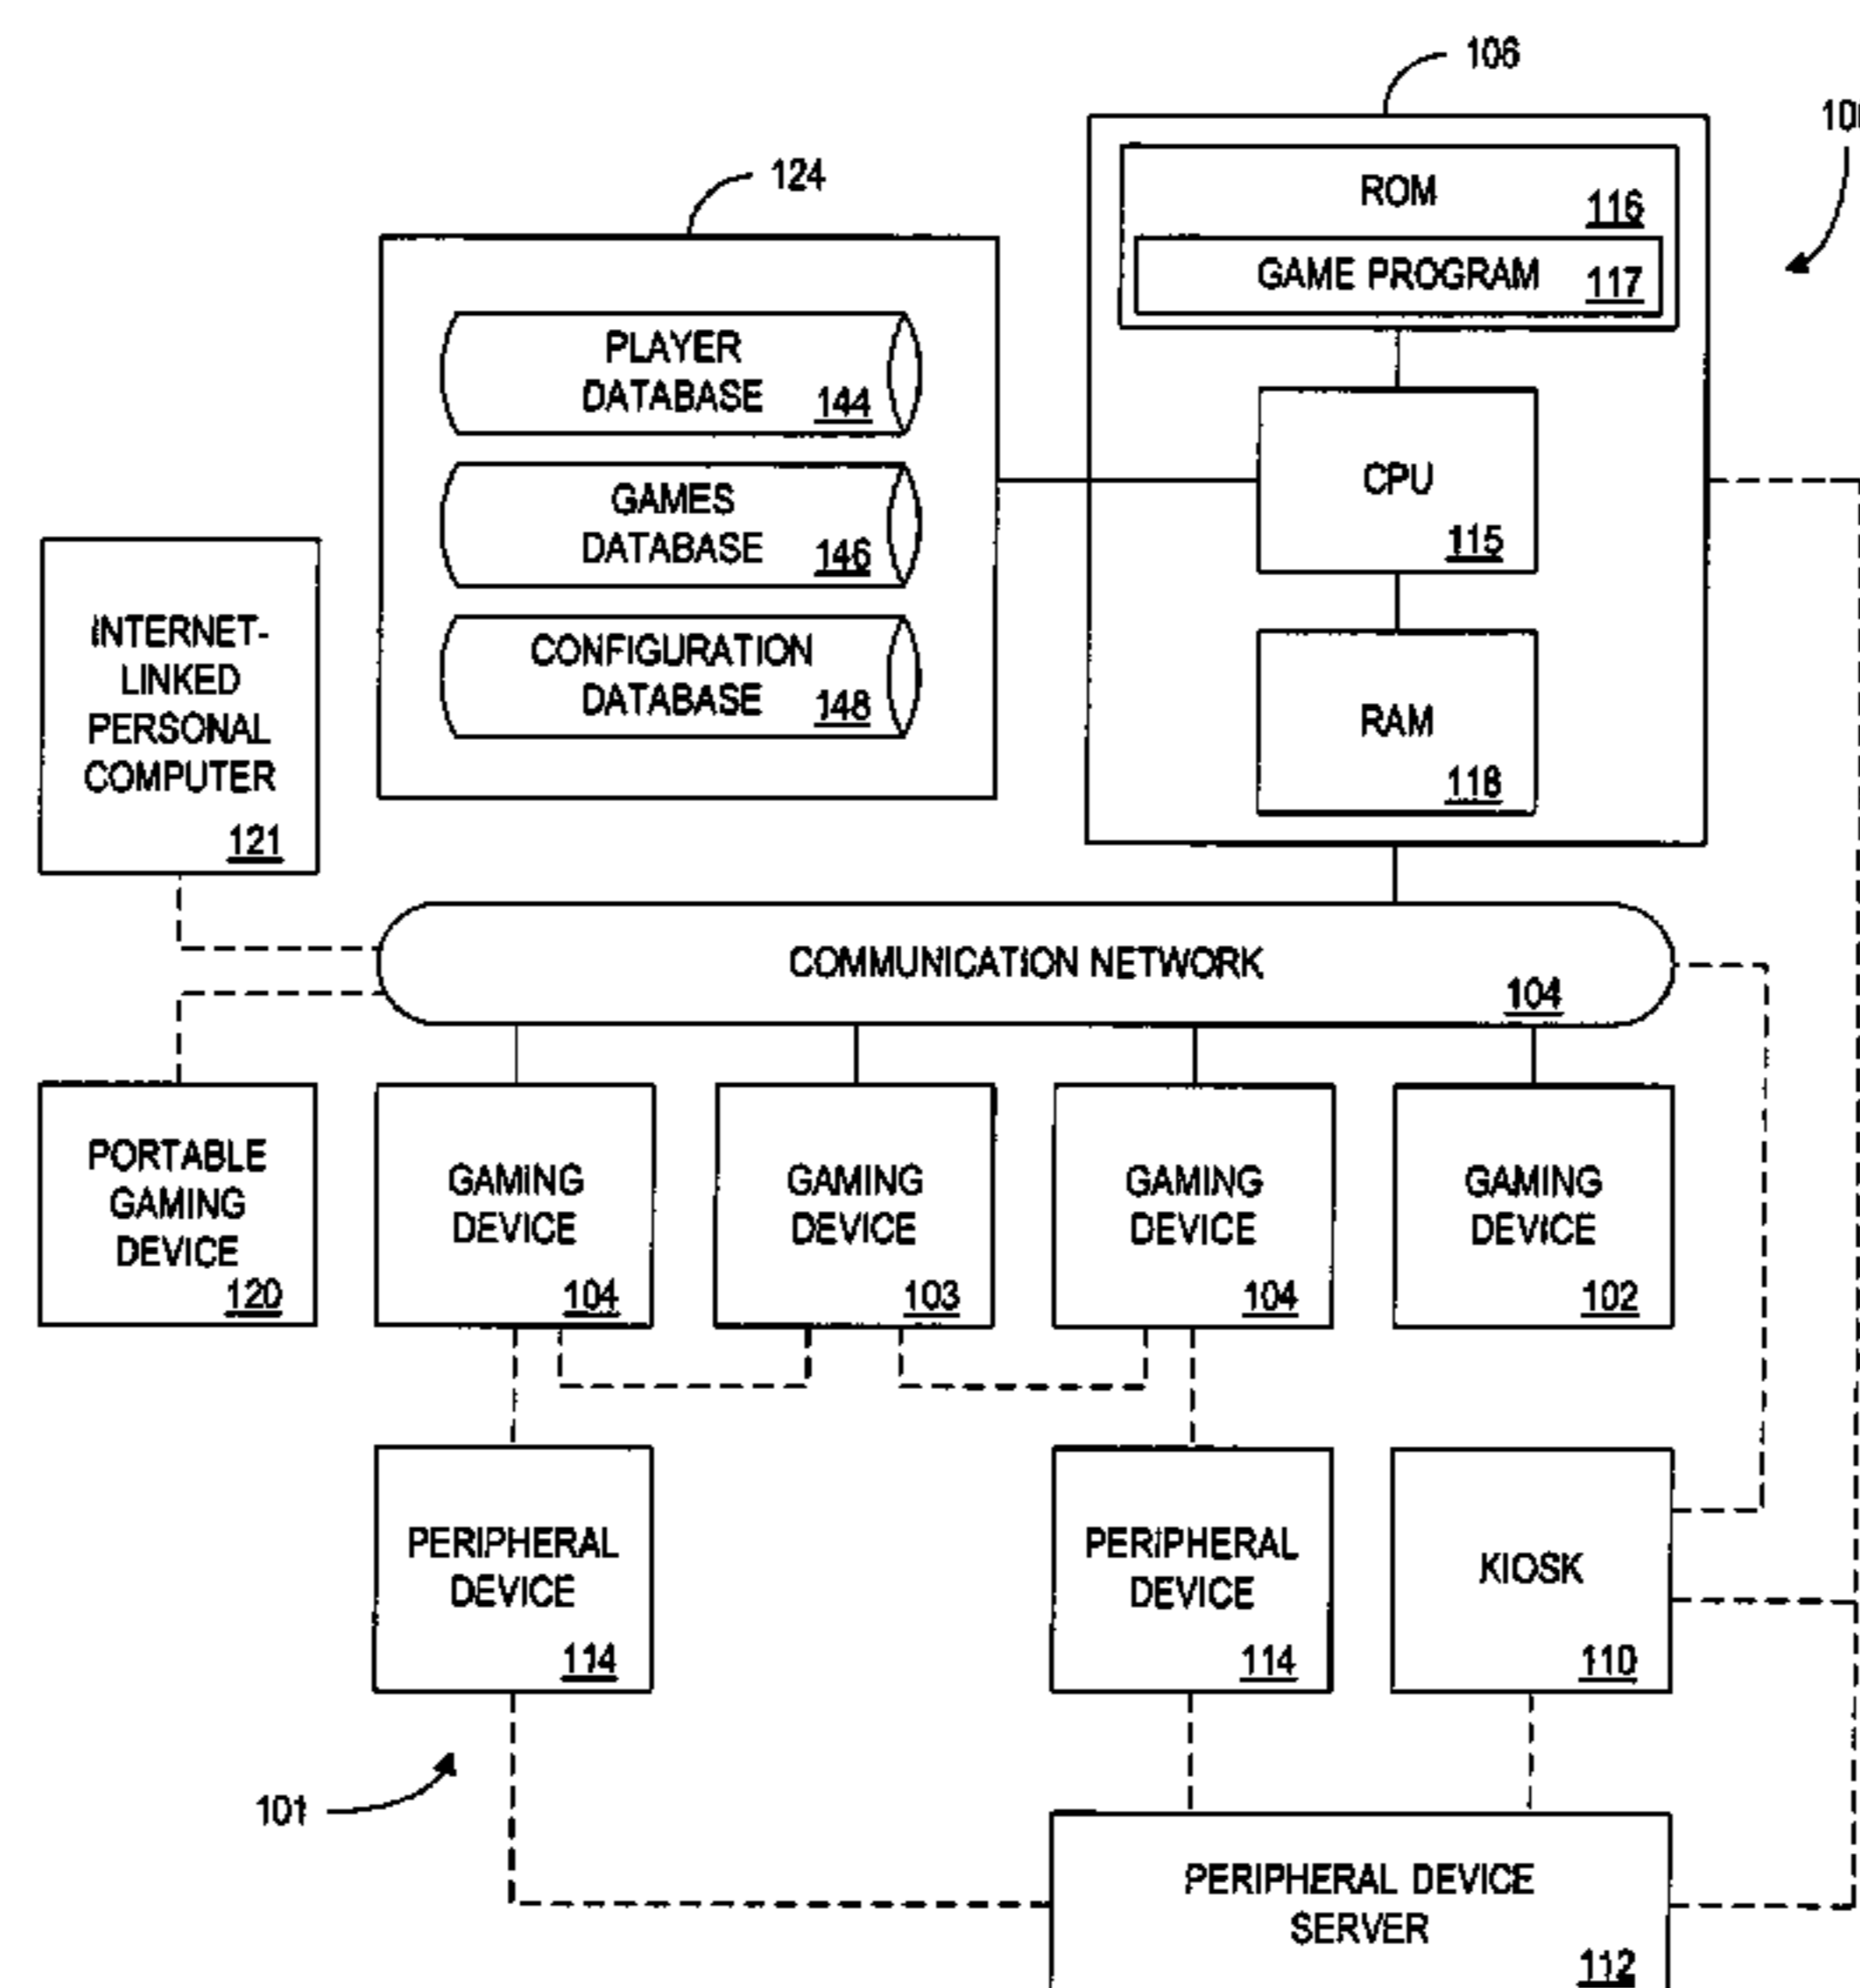 106
10
124
ROM
116
GAME PROGRAM
117
PLAYER
DATABASE
144
GAMES
DATABASE
146
CONFIGURATION
DATABASE
148
CPU
115
RAM
118
INTERNET-
LINKED
PERSONAL
COMPUTER
121
COMMUNICATION NETWORK
104
PORTABLE
GAMING
DEVICE
120
GAMING
DEVICE
104
GAMING
DEVICE
103
GAMING
DEVICE
104
GAMING
DEVICE
102
PERIPHERAL
DEVICE
114
PERIPHERAL
DEVICE
114
KIOSK
110
101
PERIPHERAL DEVICE
SERVER
112